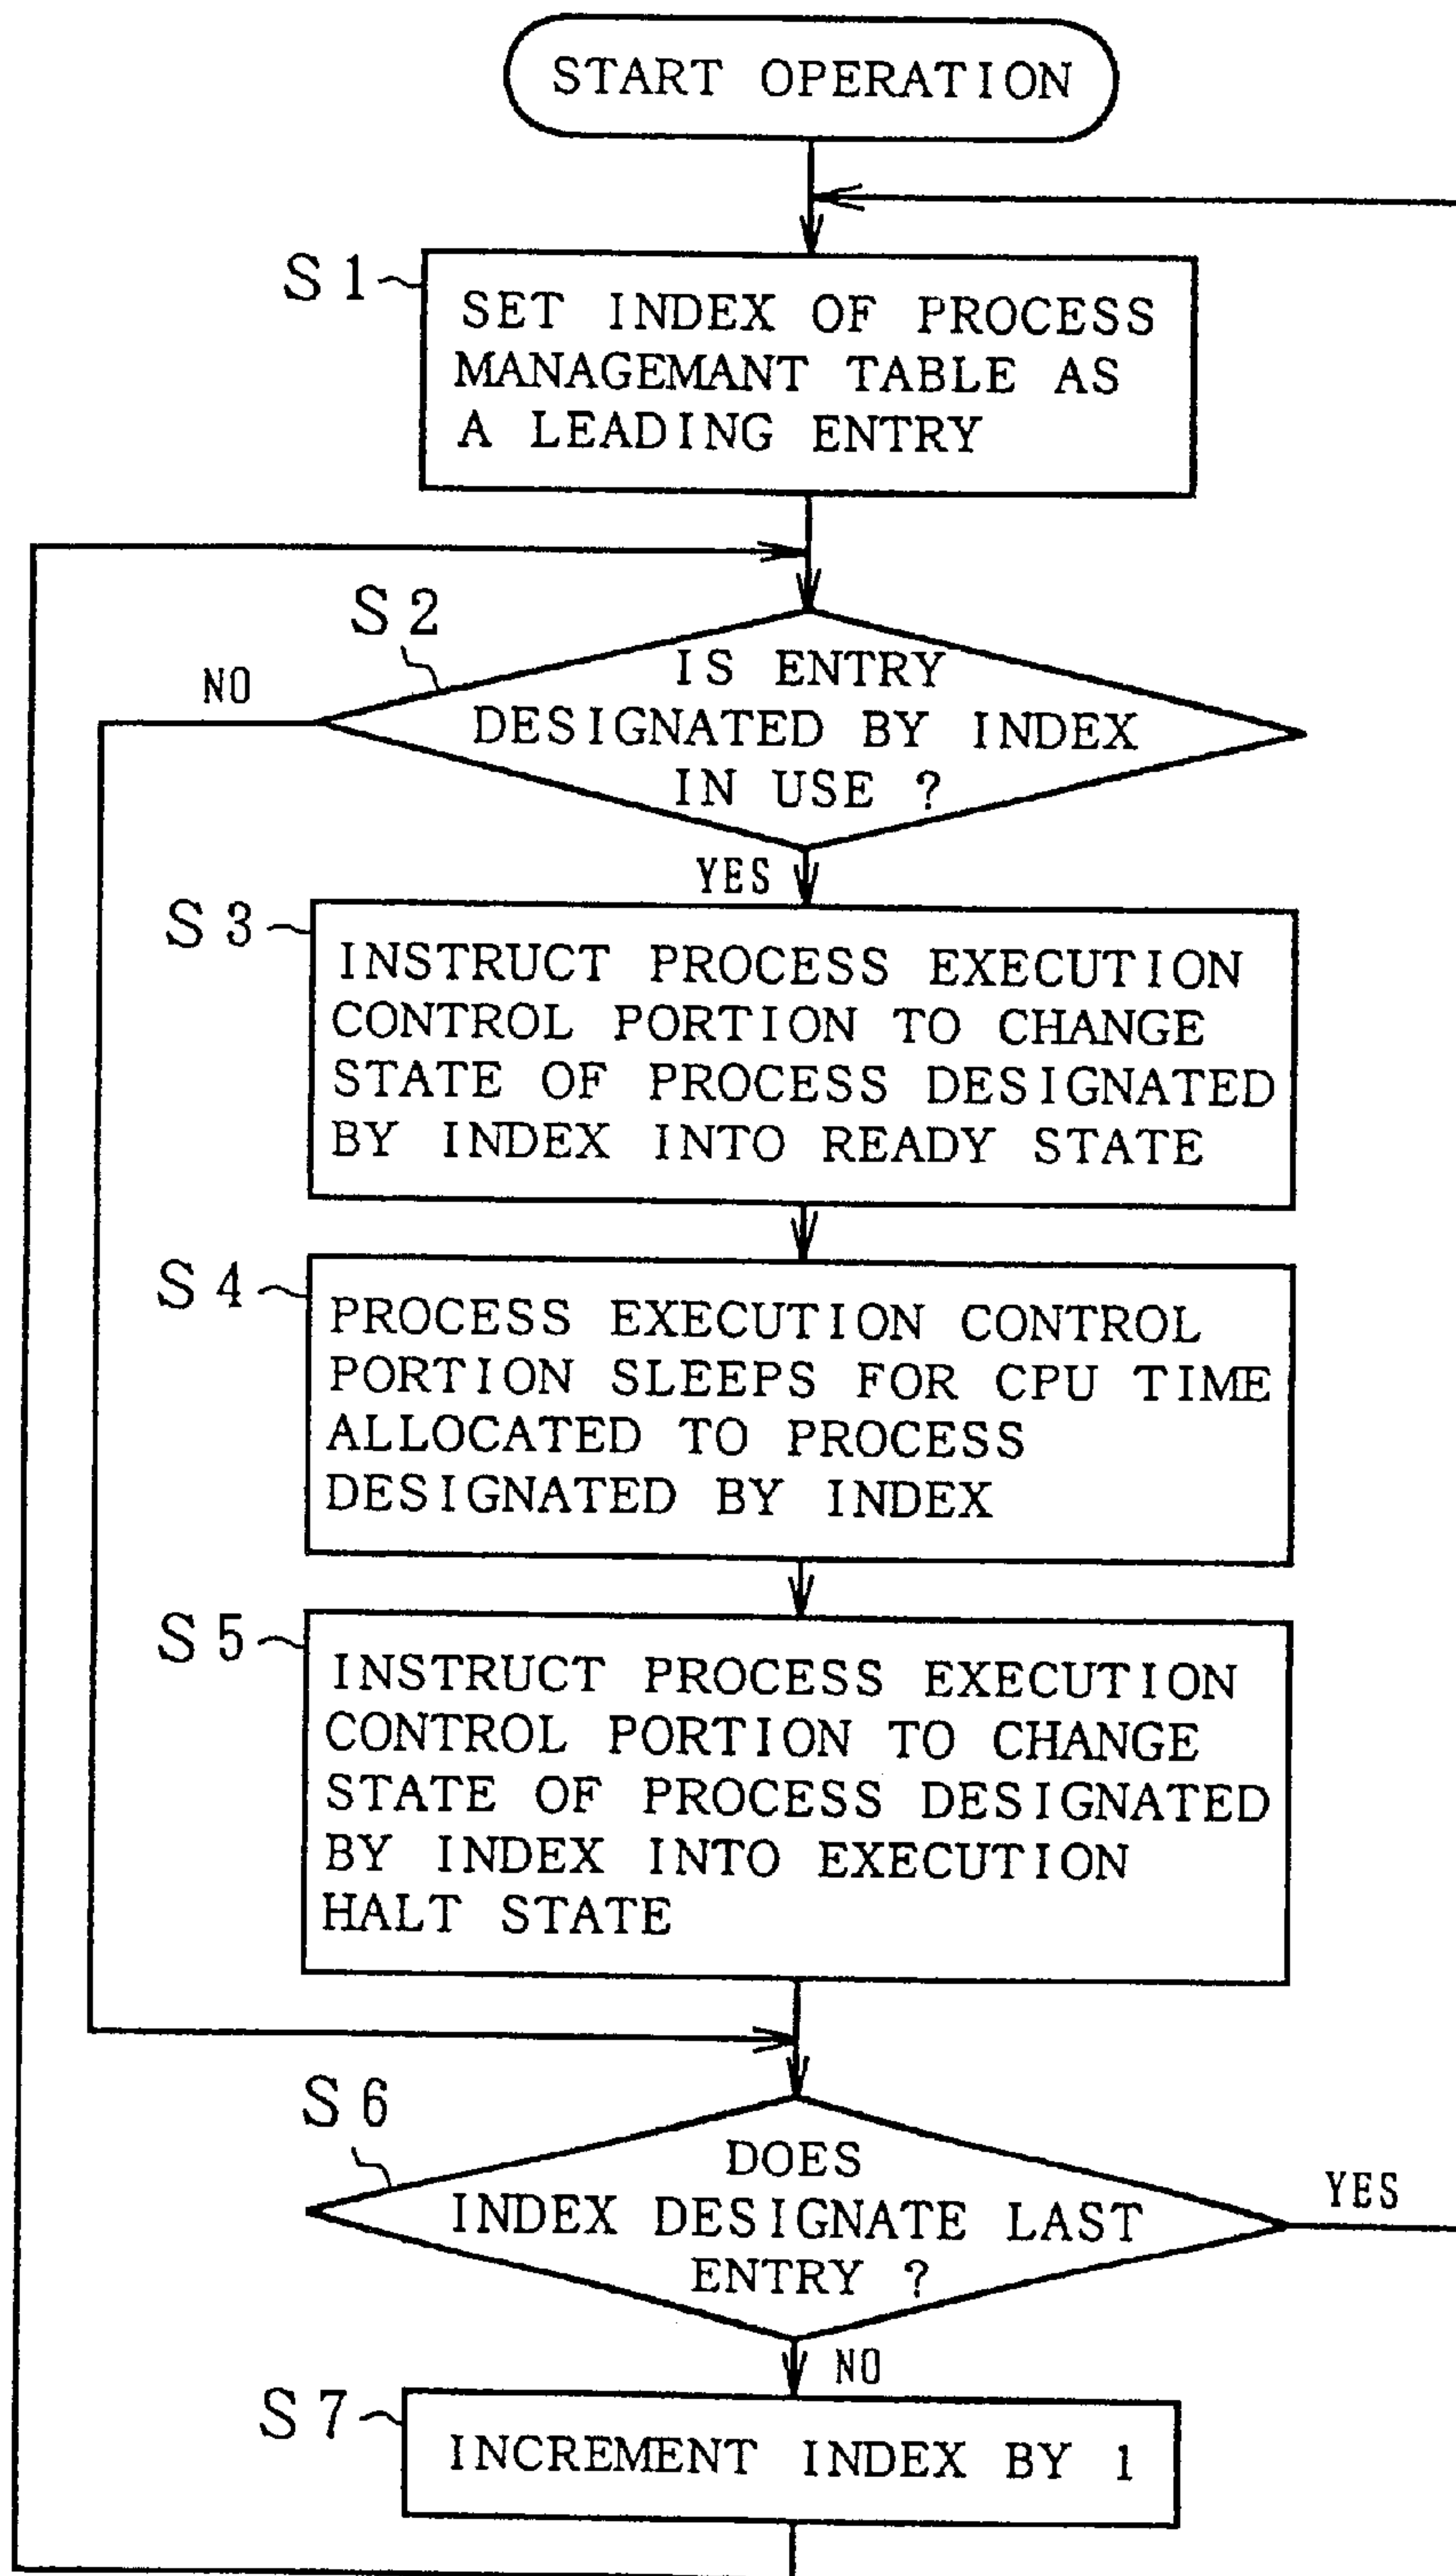 START OPERATION
S1
SET INDEX OF PROCESS
MANAGEMANT TABLE AS
A LEADING ENTRY
S2
NO
IS ENTRY
DESIGNATED BY INDEX
IN USE ?
YES
S3
INSTRUCT PROCESS EXECUTION
CONTROL PORTION TO CHANGE
STATE OF PROCESS DESIGNATED
BY INDEX INTO READY STATE
S4
PROCESS EXECUTION CONTROL
PORTION SLEEPS FOR CPU TIME
ALLOCATED TO PROCESS
DESIGNATED BY INDEX
S5
INSTRUCT PROCESS EXECUTION
CONTROL PORTION TO CHANGE
STATE OF PROCESS DESIGNATED
BY INDEX INTO EXECUTION
HALT STATE
S6
DOES
INDEX DESIGNATE LAST
ENTRY ?
YES
NO
S7
INCREMENT INDEX BY 1